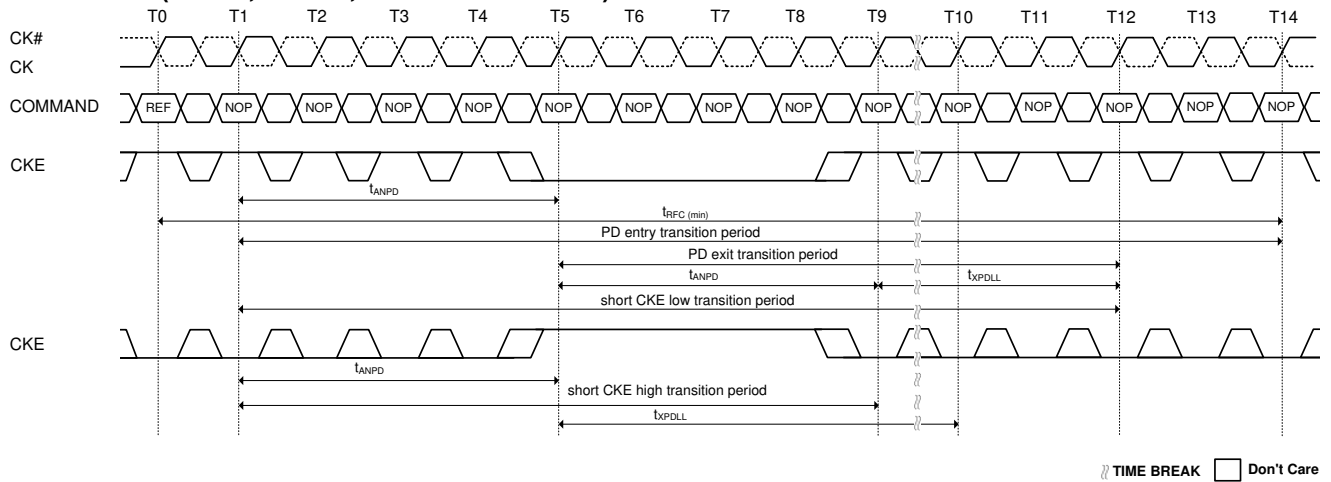 T0 T1 T2 T3 T4 T5 T6 T7 T8 T9 T10 T11 T12 T13 T14
CK#
CK
COMMAND REF NOP NOP NOP NOP NOP NOP NOP NOP NOP NOP NOP NOP NOP NOP
CKE
tANPD
tRFC (min)
PD entry transition period
PD exit transition period
tANPD tXPDLL
short CKE low transition period
CKE
tANPD
short CKE high transition period
tXPDLL
TIME BREAK Don't Care